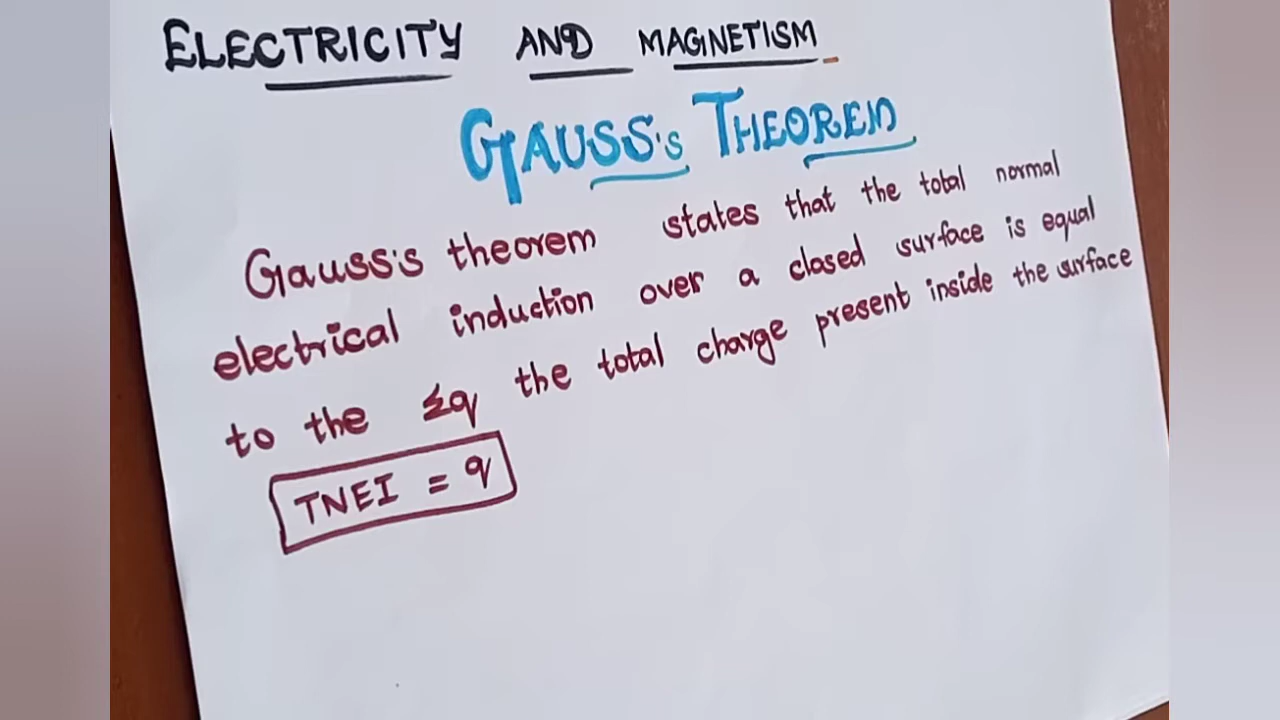 ELECTRICITY AND MAGNETISM
GAUSS's THEOREM
Gauss's theorem states that the total normal
electrical induction over a closed surface is equal
to the Σq the total charge present inside the surface
TNEI = q